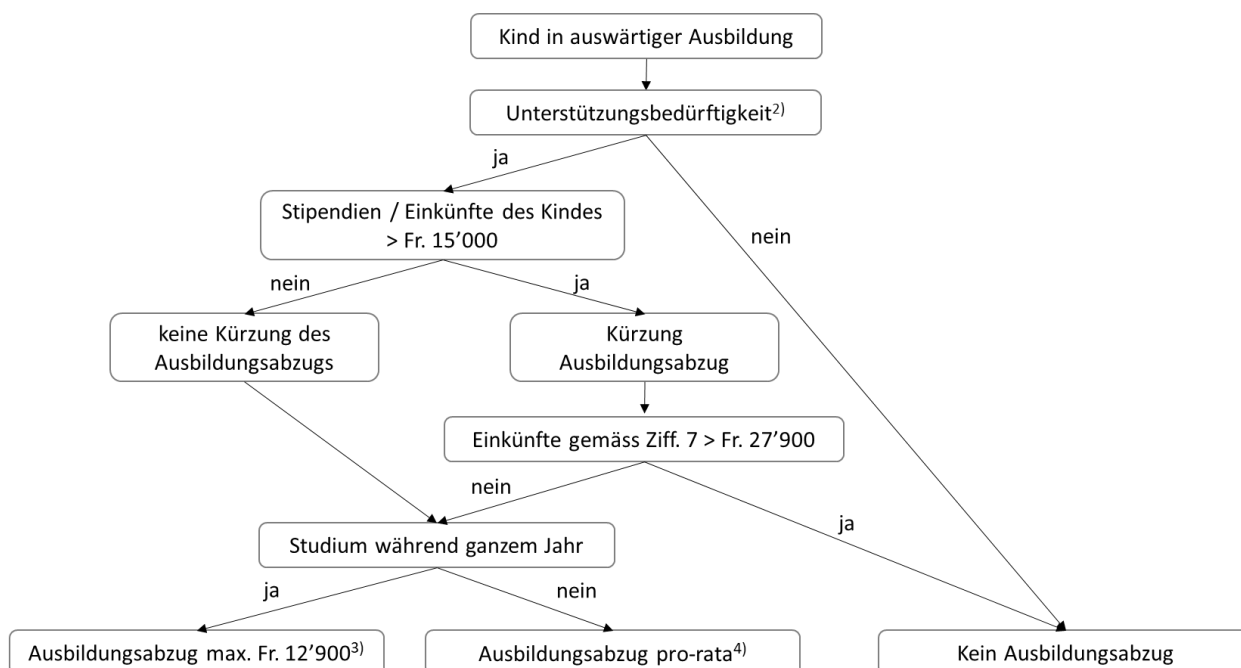 Kind in auswärtiger Ausbildung
Unterstützungsbedürftigkeit2)
ja
nein
Stipendien / Einkünfte des Kindes
> Fr. 15’000
nein
ja
keine Kürzung des
Ausbildungsabzugs
Kürzung
Ausbildungsabzug
Einkünfte gemäss Ziff. 7 > Fr. 27’900
nein
ja
Studium während ganzem Jahr
ja
nein
Ausbildungsabzug max. Fr. 12’9003)
Ausbildungsabzug pro-rata4)
Kein Ausbildungsabzug